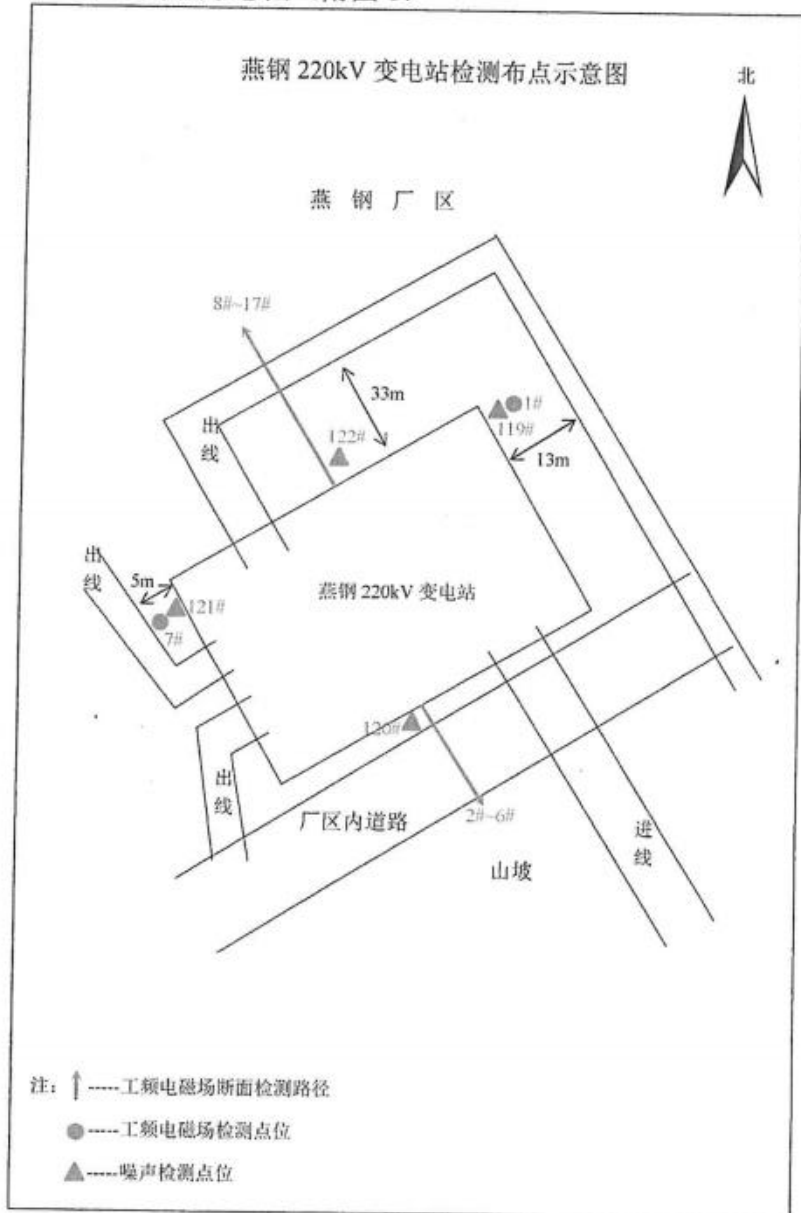 燕钢 220kV 变电站检测布点示意图
北
燕 钢 厂 区
8#~17#
33m
1#
出线
122#
119#
13m
出线
5m
燕钢 220kV 变电站
121#
7#
120#
出线
厂区内道路
2#~6#
进线
山坡
注： -----工频电磁场断面检测路径
-----工频电磁场检测点位
-----噪声检测点位